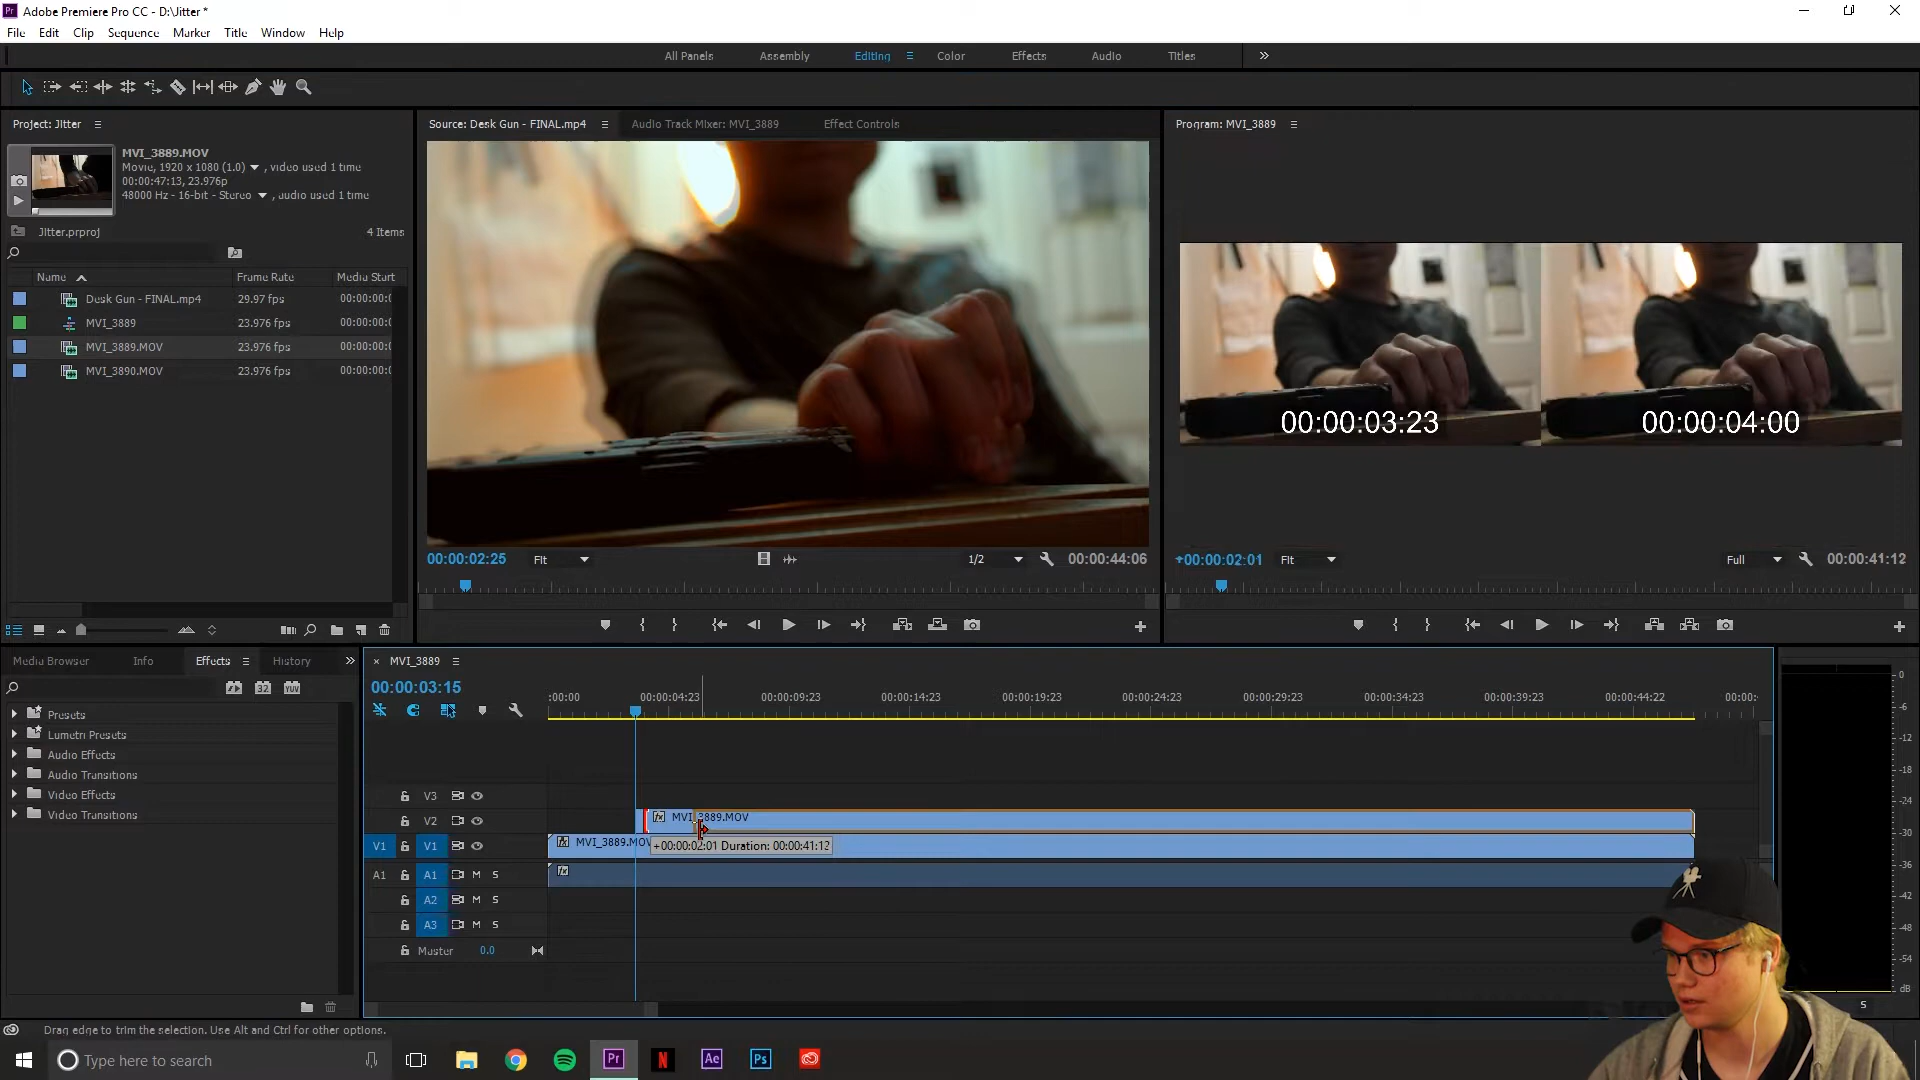 Pr Adobe Premiere Pro CC - D:\Jitter *
File Edit Clip Sequence Marker Title Window Help
All Panels Assembly Editing Color Effects Audio Titles
Project: Jitter
MVI_3889.MOV
Movie, 1920 x 1080 (1.0) , video used 1 time
00:00:47:13, 23.976p
48000 Hz - 16-bit - Stereo , audio used 1 time
Jitter.prproj 4 Items
Name Frame Rate Media Start
Desk Gun - FINAL.mp4 29.97 fps 00:00:00:0
MVI_3889 23.976 fps 00:00:00:0
MVI_3889.MOV 23.976 fps 00:00:00:0
MVI_3890.MOV 23.976 fps 00:00:00:0
Source: Desk Gun - FINAL.mp4 Audio Track Mixer: MVI_3889 Effect Controls
00:00:02:25 Fit 1/2 00:00:44:06
Program: MVI_3889
00:00:03:23 00:00:04:00
+00:00:02:01 Fit Full 00:00:41:12
Media Browser Info Effects History
32 YUV
Presets
Lumetri Presets
Audio Effects
Audio Transitions
Video Effects
Video Transitions
× MVI_3889
00:00:03:15
:00:00 00:00:04:23 00:00:09:23 00:00:14:23 00:00:19:23 00:00:24:23 00:00:29:23 00:00:34:23 00:00:39:23 00:00:44:22 00:00:
V3
V2 fx MVI_3889.MOV
V1 V1 fx MVI_3889.MOV
+00:00:02:01 Duration: 00:00:41:12
A1 A1 M S fx
A2 M S
A3 M S
Master 0.0
0
-6
-12
-18
-24
-30
-36
-42
-48
-54
dB
S
Drag edge to trim the selection. Use Alt and Ctrl for other options.
Type here to search
Pr N Ae Ps